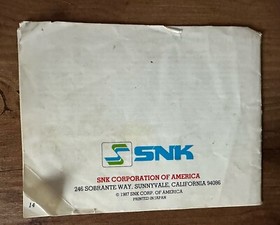 SNK
SNK CORPORATION OF AMERICA
246 SOBRANTE WAY, SUNNYVALE, CALIFORNIA 94086
© 1987 SNK CORP. OF AMERICA
PRINTED IN JAPAN
14